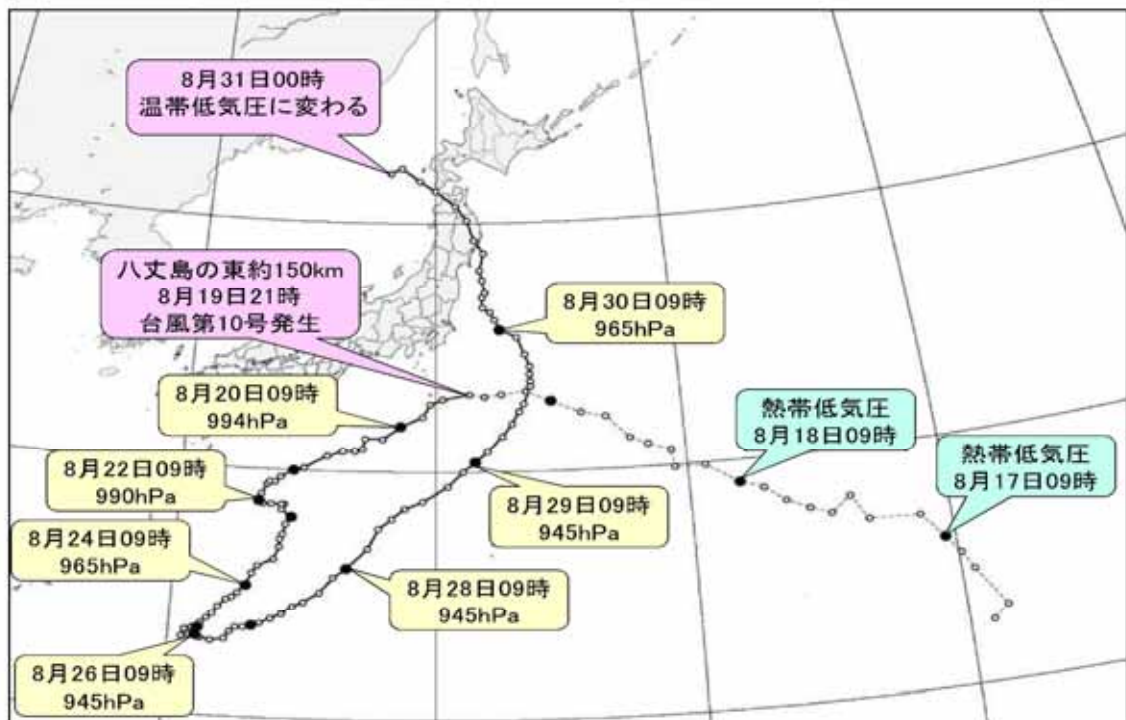 8月31日00時
温帯低気圧に変わる
八丈島の東約150km
8月19日21時
台風第10号発生
8月30日09時
965hPa
8月20日09時
994hPa
熱帯低気圧
8月18日09時
熱帯低気圧
8月17日09時
8月22日09時
990hPa
8月29日09時
945hPa
8月24日09時
965hPa
8月28日09時
945hPa
8月26日09時
945hPa